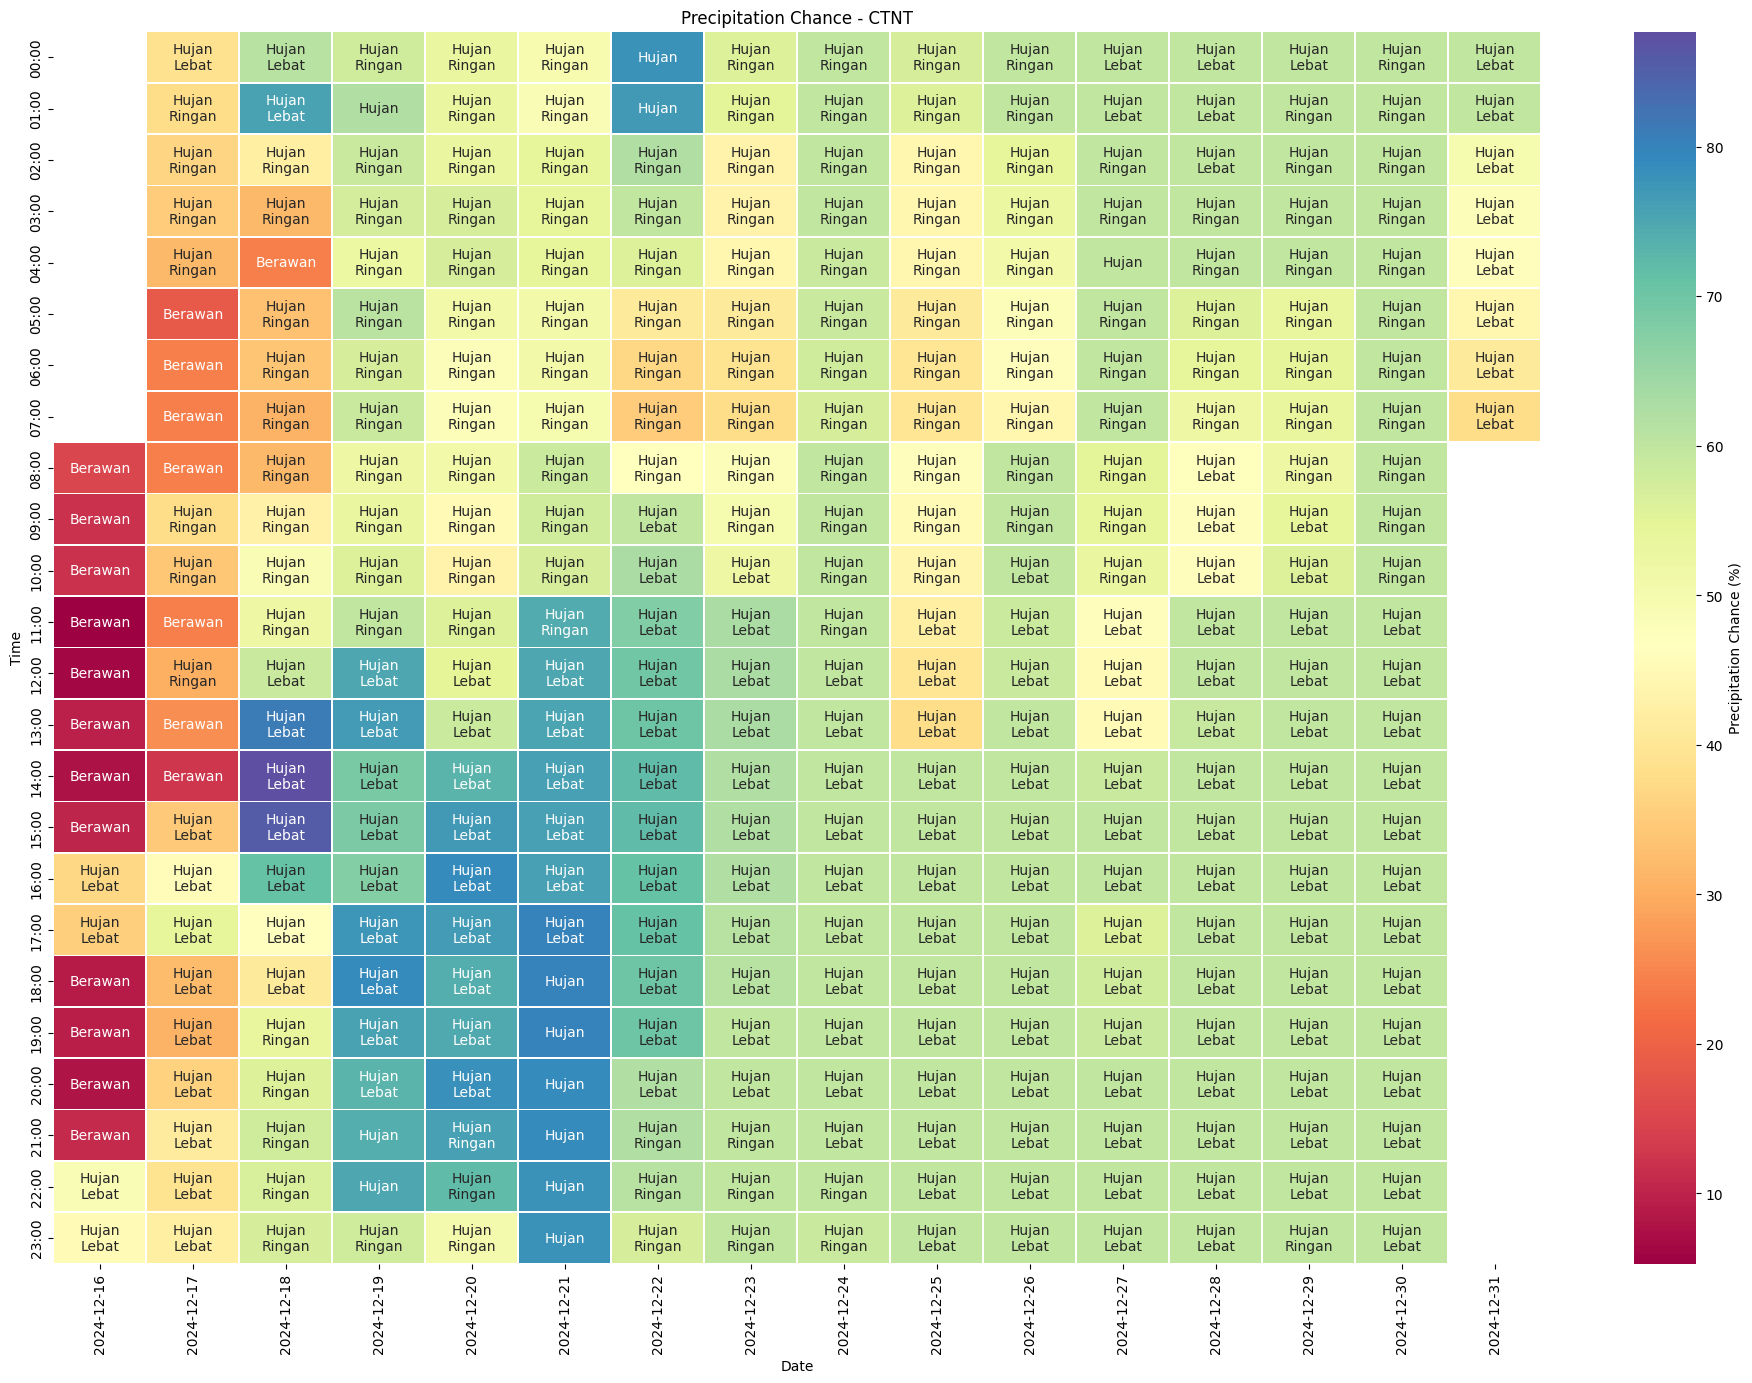 Precipitation Chance - CTNT
00:00 Hujan Lebat Hujan Lebat Hujan Ringan Hujan Ringan Hujan Ringan Hujan Hujan Ringan Hujan Ringan Hujan Ringan Hujan Ringan Hujan Lebat Hujan Lebat Hujan Lebat Hujan Ringan Hujan Lebat
01:00 Hujan Ringan Hujan Lebat Hujan Hujan Ringan Hujan Ringan Hujan Hujan Ringan Hujan Ringan Hujan Ringan Hujan Ringan Hujan Lebat Hujan Lebat Hujan Ringan Hujan Ringan Hujan Lebat
02:00 Hujan Ringan Hujan Ringan Hujan Ringan Hujan Ringan Hujan Ringan Hujan Ringan Hujan Ringan Hujan Ringan Hujan Ringan Hujan Ringan Hujan Ringan Hujan Lebat Hujan Ringan Hujan Ringan Hujan Lebat
03:00 Hujan Ringan Hujan Ringan Hujan Ringan Hujan Ringan Hujan Ringan Hujan Ringan Hujan Ringan Hujan Ringan Hujan Ringan Hujan Ringan Hujan Ringan Hujan Ringan Hujan Ringan Hujan Ringan Hujan Lebat
04:00 Hujan Ringan Berawan Hujan Ringan Hujan Ringan Hujan Ringan Hujan Ringan Hujan Ringan Hujan Ringan Hujan Ringan Hujan Ringan Hujan Hujan Ringan Hujan Ringan Hujan Ringan Hujan Lebat
05:00 Berawan Hujan Ringan Hujan Ringan Hujan Ringan Hujan Ringan Hujan Ringan Hujan Ringan Hujan Ringan Hujan Ringan Hujan Ringan Hujan Ringan Hujan Ringan Hujan Ringan Hujan Ringan Hujan Lebat
06:00 Berawan Hujan Ringan Hujan Ringan Hujan Ringan Hujan Ringan Hujan Ringan Hujan Ringan Hujan Ringan Hujan Ringan Hujan Ringan Hujan Ringan Hujan Ringan Hujan Ringan Hujan Ringan Hujan Lebat
07:00 Berawan Hujan Ringan Hujan Ringan Hujan Ringan Hujan Ringan Hujan Ringan Hujan Ringan Hujan Ringan Hujan Ringan Hujan Ringan Hujan Ringan Hujan Ringan Hujan Ringan Hujan Ringan Hujan Lebat
08:00 Berawan Berawan Hujan Ringan Hujan Ringan Hujan Ringan Hujan Ringan Hujan Ringan Hujan Ringan Hujan Ringan Hujan Ringan Hujan Ringan Hujan Ringan Hujan Lebat Hujan Ringan Hujan Ringan
09:00 Berawan Hujan Ringan Hujan Ringan Hujan Ringan Hujan Ringan Hujan Ringan Hujan Lebat Hujan Ringan Hujan Ringan Hujan Ringan Hujan Ringan Hujan Ringan Hujan Lebat Hujan Lebat Hujan Ringan
10:00 Berawan Hujan Ringan Hujan Ringan Hujan Ringan Hujan Ringan Hujan Ringan Hujan Lebat Hujan Lebat Hujan Ringan Hujan Ringan Hujan Lebat Hujan Ringan Hujan Lebat Hujan Lebat Hujan Ringan
11:00 Berawan Berawan Hujan Ringan Hujan Ringan Hujan Ringan Hujan Ringan Hujan Lebat Hujan Lebat Hujan Ringan Hujan Lebat Hujan Lebat Hujan Lebat Hujan Lebat Hujan Lebat Hujan Lebat
12:00 Berawan Hujan Ringan Hujan Lebat Hujan Lebat Hujan Lebat Hujan Lebat Hujan Lebat Hujan Lebat Hujan Lebat Hujan Lebat Hujan Lebat Hujan Lebat Hujan Lebat Hujan Lebat Hujan Lebat
13:00 Berawan Berawan Hujan Lebat Hujan Lebat Hujan Lebat Hujan Lebat Hujan Lebat Hujan Lebat Hujan Lebat Hujan Lebat Hujan Lebat Hujan Lebat Hujan Lebat Hujan Lebat Hujan Lebat
14:00 Berawan Berawan Hujan Lebat Hujan Lebat Hujan Lebat Hujan Lebat Hujan Lebat Hujan Lebat Hujan Lebat Hujan Lebat Hujan Lebat Hujan Lebat Hujan Lebat Hujan Lebat Hujan Lebat
15:00 Berawan Hujan Lebat Hujan Lebat Hujan Lebat Hujan Lebat Hujan Lebat Hujan Lebat Hujan Lebat Hujan Lebat Hujan Lebat Hujan Lebat Hujan Lebat Hujan Lebat Hujan Lebat Hujan Lebat
16:00 Hujan Lebat Hujan Lebat Hujan Lebat Hujan Lebat Hujan Lebat Hujan Lebat Hujan Lebat Hujan Lebat Hujan Lebat Hujan Lebat Hujan Lebat Hujan Lebat Hujan Lebat Hujan Lebat Hujan Lebat
17:00 Hujan Lebat Hujan Lebat Hujan Lebat Hujan Lebat Hujan Lebat Hujan Lebat Hujan Lebat Hujan Lebat Hujan Lebat Hujan Lebat Hujan Lebat Hujan Lebat Hujan Lebat Hujan Lebat Hujan Lebat
18:00 Berawan Hujan Lebat Hujan Lebat Hujan Lebat Hujan Lebat Hujan Hujan Lebat Hujan Lebat Hujan Lebat Hujan Lebat Hujan Lebat Hujan Lebat Hujan Lebat Hujan Lebat Hujan Lebat
19:00 Berawan Hujan Lebat Hujan Ringan Hujan Lebat Hujan Lebat Hujan Hujan Lebat Hujan Lebat Hujan Lebat Hujan Lebat Hujan Lebat Hujan Lebat Hujan Lebat Hujan Lebat Hujan Lebat
20:00 Berawan Hujan Lebat Hujan Ringan Hujan Lebat Hujan Lebat Hujan Hujan Lebat Hujan Lebat Hujan Lebat Hujan Lebat Hujan Lebat Hujan Lebat Hujan Lebat Hujan Lebat Hujan Lebat
21:00 Berawan Hujan Lebat Hujan Ringan Hujan Hujan Ringan Hujan Hujan Ringan Hujan Ringan Hujan Lebat Hujan Lebat Hujan Lebat Hujan Lebat Hujan Lebat Hujan Lebat Hujan Lebat
22:00 Hujan Lebat Hujan Lebat Hujan Ringan Hujan Hujan Ringan Hujan Hujan Ringan Hujan Ringan Hujan Ringan Hujan Lebat Hujan Lebat Hujan Lebat Hujan Lebat Hujan Lebat Hujan Lebat
23:00 Hujan Lebat Hujan Lebat Hujan Ringan Hujan Ringan Hujan Ringan Hujan Hujan Ringan Hujan Ringan Hujan Ringan Hujan Lebat Hujan Lebat Hujan Lebat Hujan Lebat Hujan Ringan Hujan Lebat
Time
2024-12-16 2024-12-17 2024-12-18 2024-12-19 2024-12-20 2024-12-21 2024-12-22 2024-12-23 2024-12-24 2024-12-25 2024-12-26 2024-12-27 2024-12-28 2024-12-29 2024-12-30 2024-12-31
Date
80
70
60
50
40
30
20
10
Precipitation Chance (%)